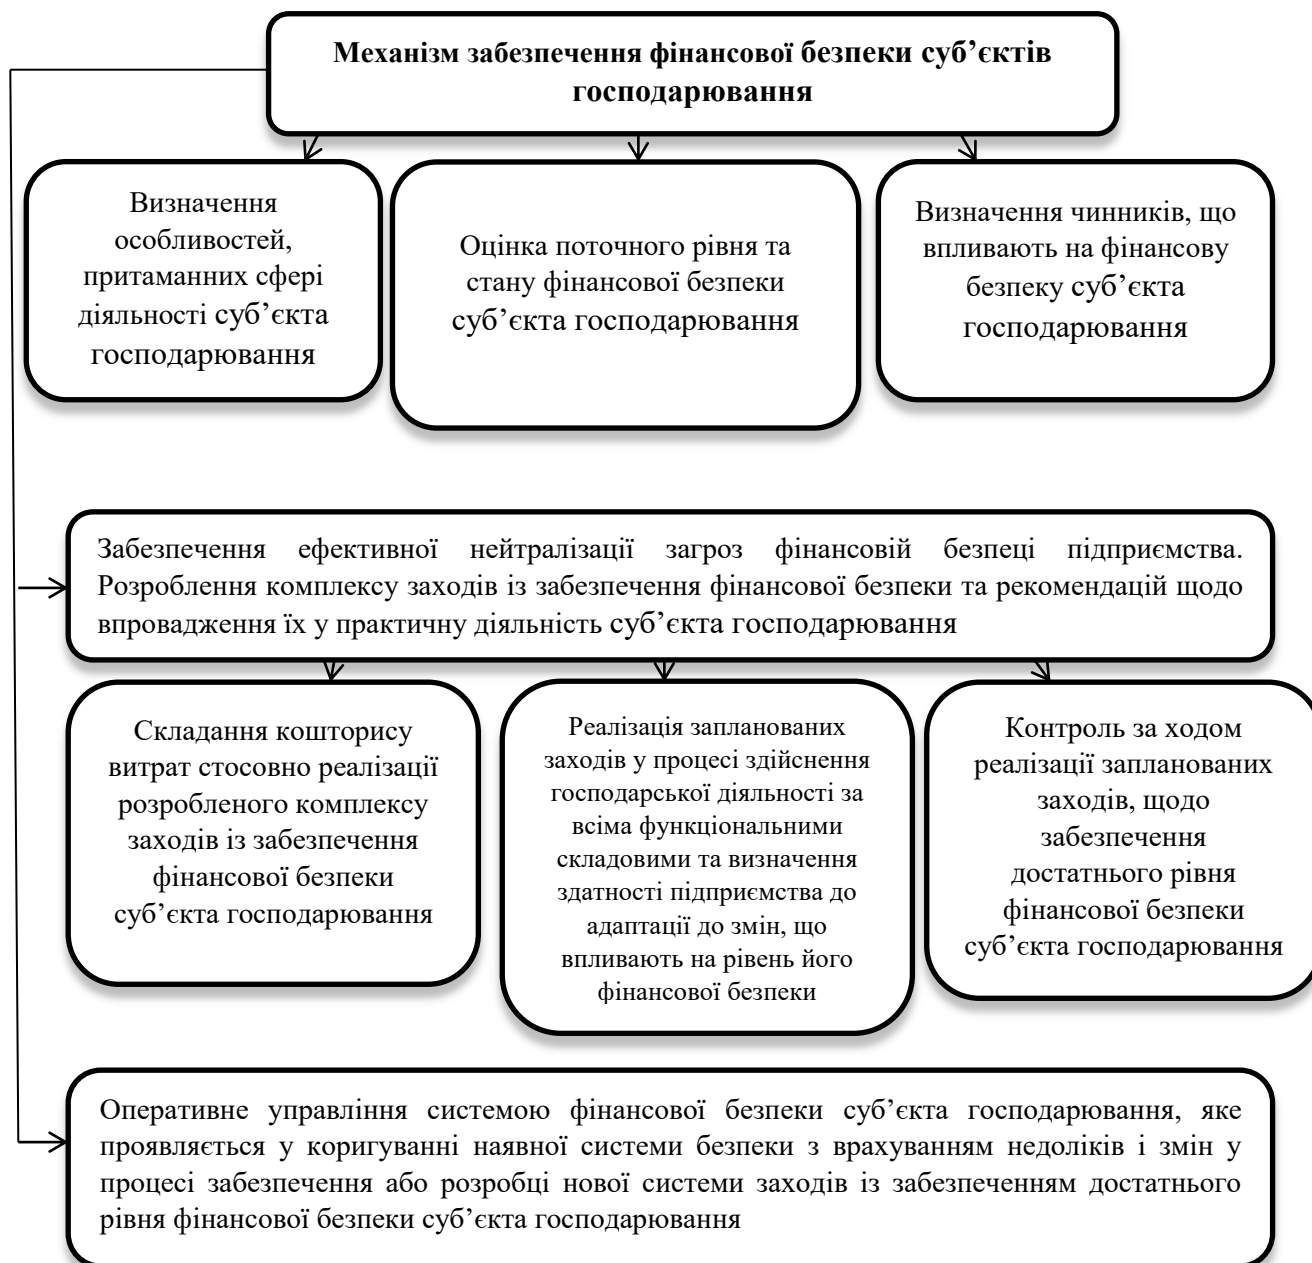 Механізм забезпечення фінансової безпеки суб’єктів
господарювання
Визначення
особливостей,
притаманних сфері
діяльності суб’єкта
господарювання
Оцінка поточного рівня та
стану фінансової безпеки
суб’єкта господарювання
Визначення чинників, що
впливають на фінансову
безпеку суб’єкта
господарювання
Забезпечення ефективної нейтралізації загроз фінансовій безпеці підприємства.
Розроблення комплексу заходів із забезпечення фінансової безпеки та рекомендацій щодо
впровадження їх у практичну діяльність суб’єкта господарювання
Складання кошторису
витрат стосовно реалізації
розробленого комплексу
заходів із забезпечення
фінансової безпеки
суб’єкта господарювання
Реалізація запланованих
заходів у процесі здійснення
господарської діяльності за
всіма функціональними
складовими та визначення
здатності підприємства до
адаптації до змін, що
впливають на рівень його
фінансової безпеки
Контроль за ходом
реалізації запланованих
заходів, щодо
забезпечення
достатнього рівня
фінансової безпеки
суб’єкта господарювання
Оперативне управління системою фінансової безпеки суб’єкта господарювання, яке
проявляється у коригуванні наявної системи безпеки з врахуванням недоліків і змін у
процесі забезпечення або розробці нової системи заходів із забезпеченням достатнього
рівня фінансової безпеки суб’єкта господарювання